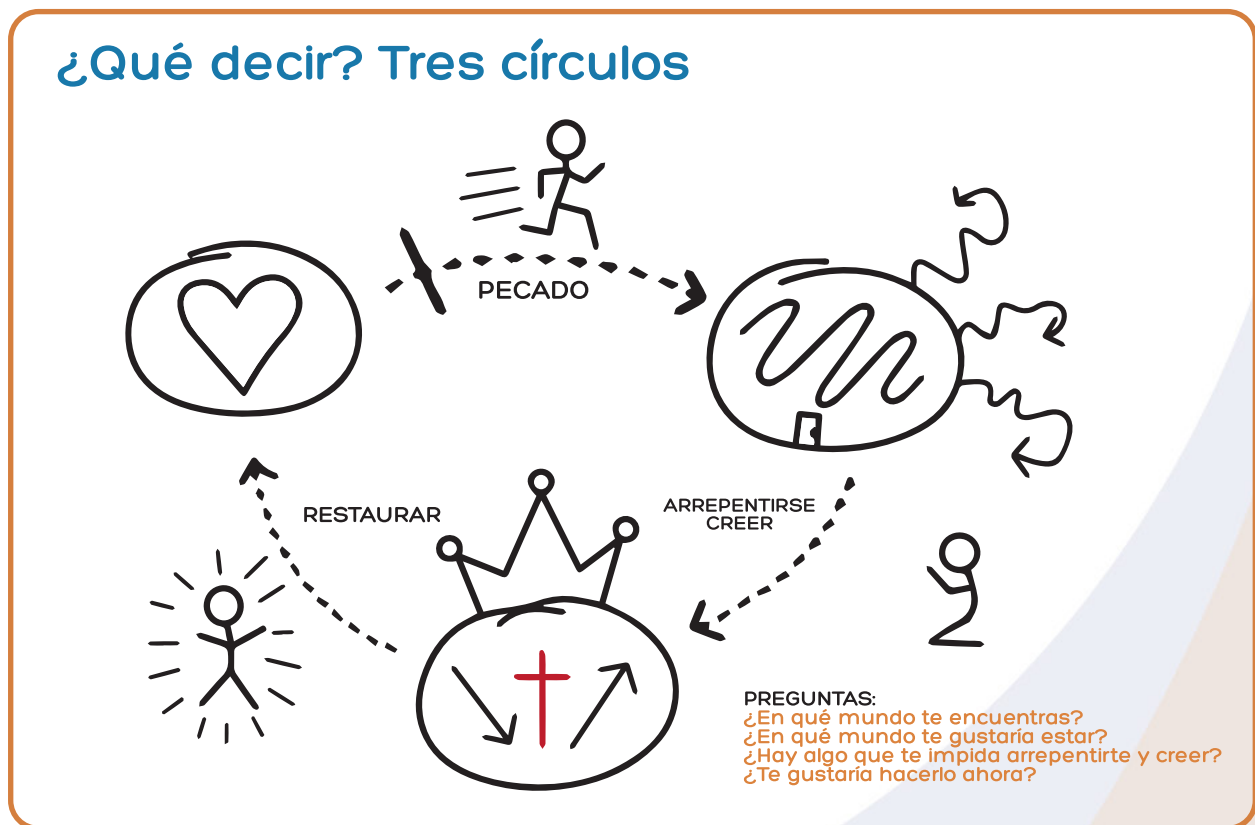 ¿Qué decir? Tres círculos
PECADO
RESTAURAR
ARREPENTIRSE
CREER
PREGUNTAS:
¿En qué mundo te encuentras?
¿En qué mundo te gustaría estar?
¿Hay algo que te impida arrepentirte y creer?
¿Te gustaría hacerlo ahora?